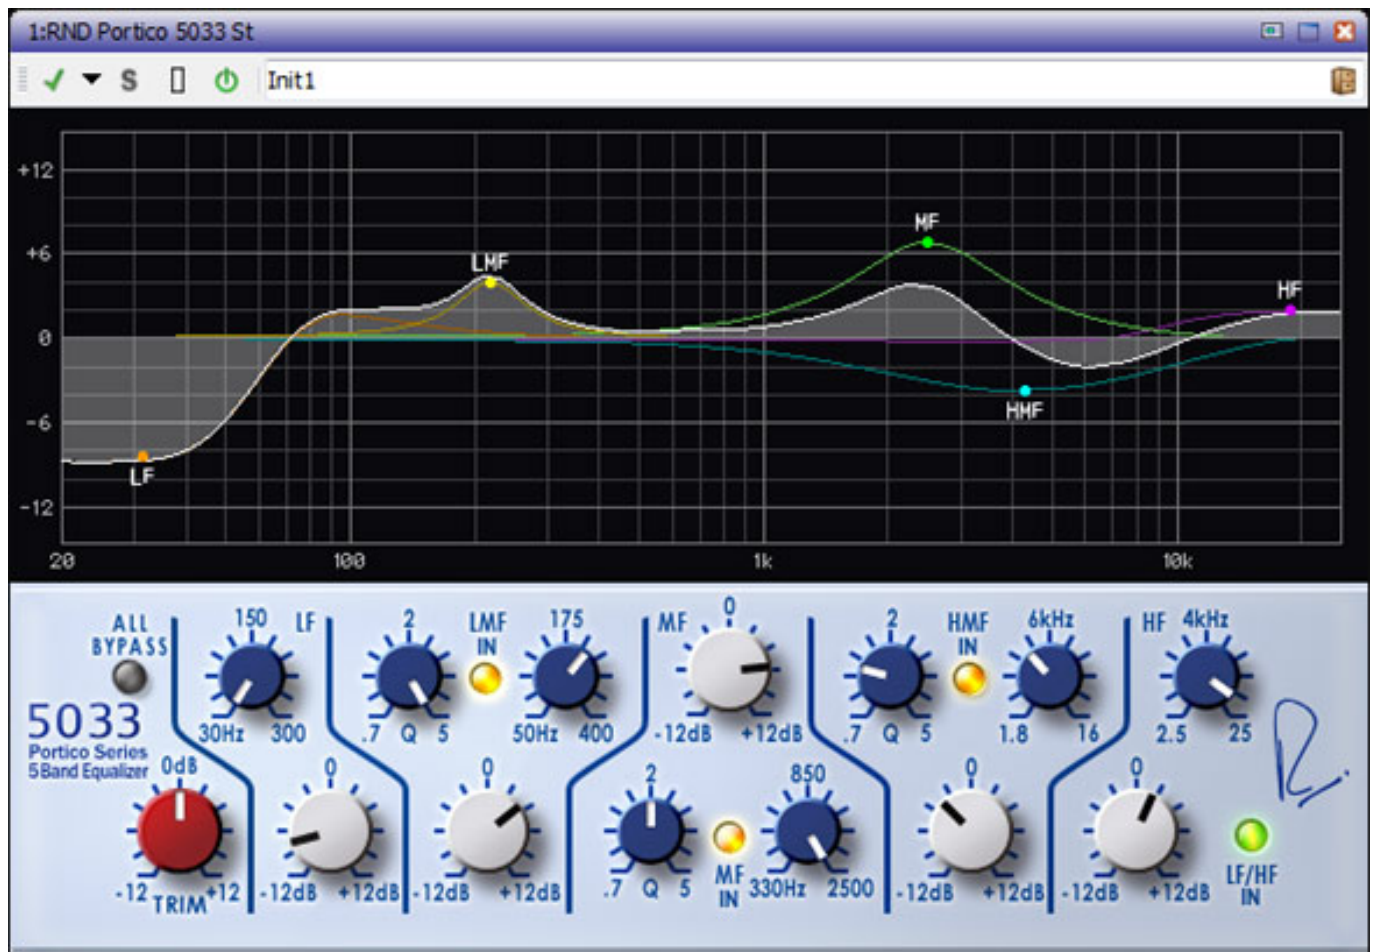 1:RND Portico 5033 St
S Init1
+12
+6
0
-6
-12
LMF
MF
HF
HMF
LF
20 100 1k 10k
ALL
BYPASS
5033
Portico Series
5Band Equalizer
0dB
-12 TRIM +12
150 LF
30Hz 300
0
-12dB +12dB
2 LMF
IN
175
.7 Q 5
50Hz 400
0
-12dB +12dB
MF 0
-12dB +12dB
2
.7 Q 5
MF
IN
850
330Hz 2500
2 HMF
IN
6kHz
.7 Q 5
1.8 16
0
-12dB +12dB
HF 4kHz
2.5 25
0
-12dB +12dB
LF/HF
IN
R.